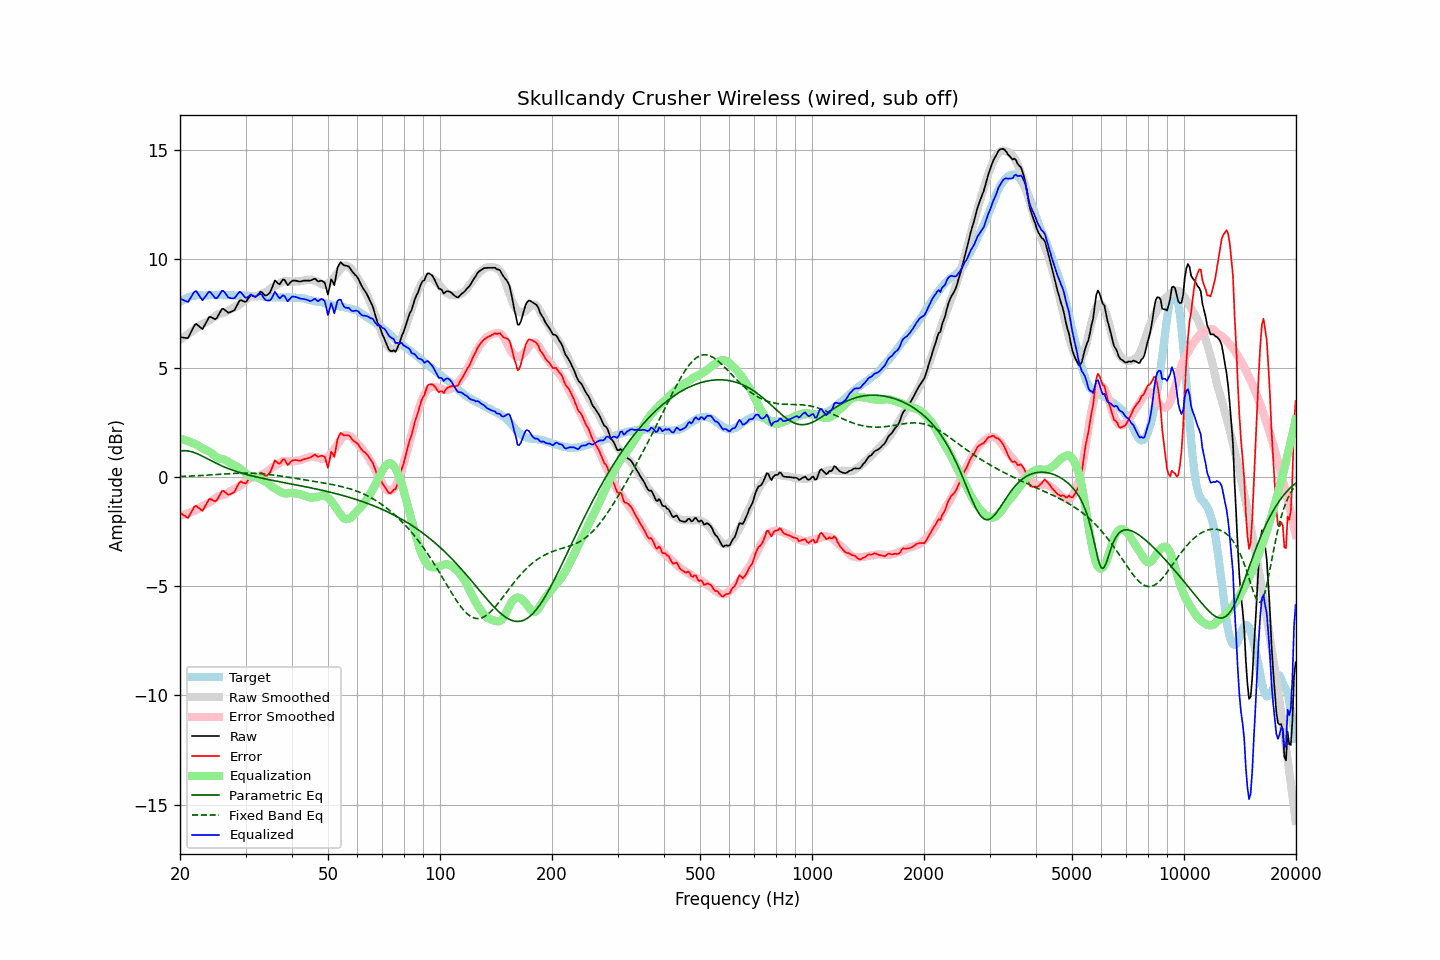 Skullcandy Crusher Wireless (wired, sub off)
Amplitude (dBr)
15
10
5
0
−5
−10
−15
Target
Raw Smoothed
Error Smoothed
Raw
Error
Equalization
Parametric Eq
Fixed Band Eq
Equalized
20 50 100 200 500 1000 2000 5000 10000 20000
Frequency (Hz)